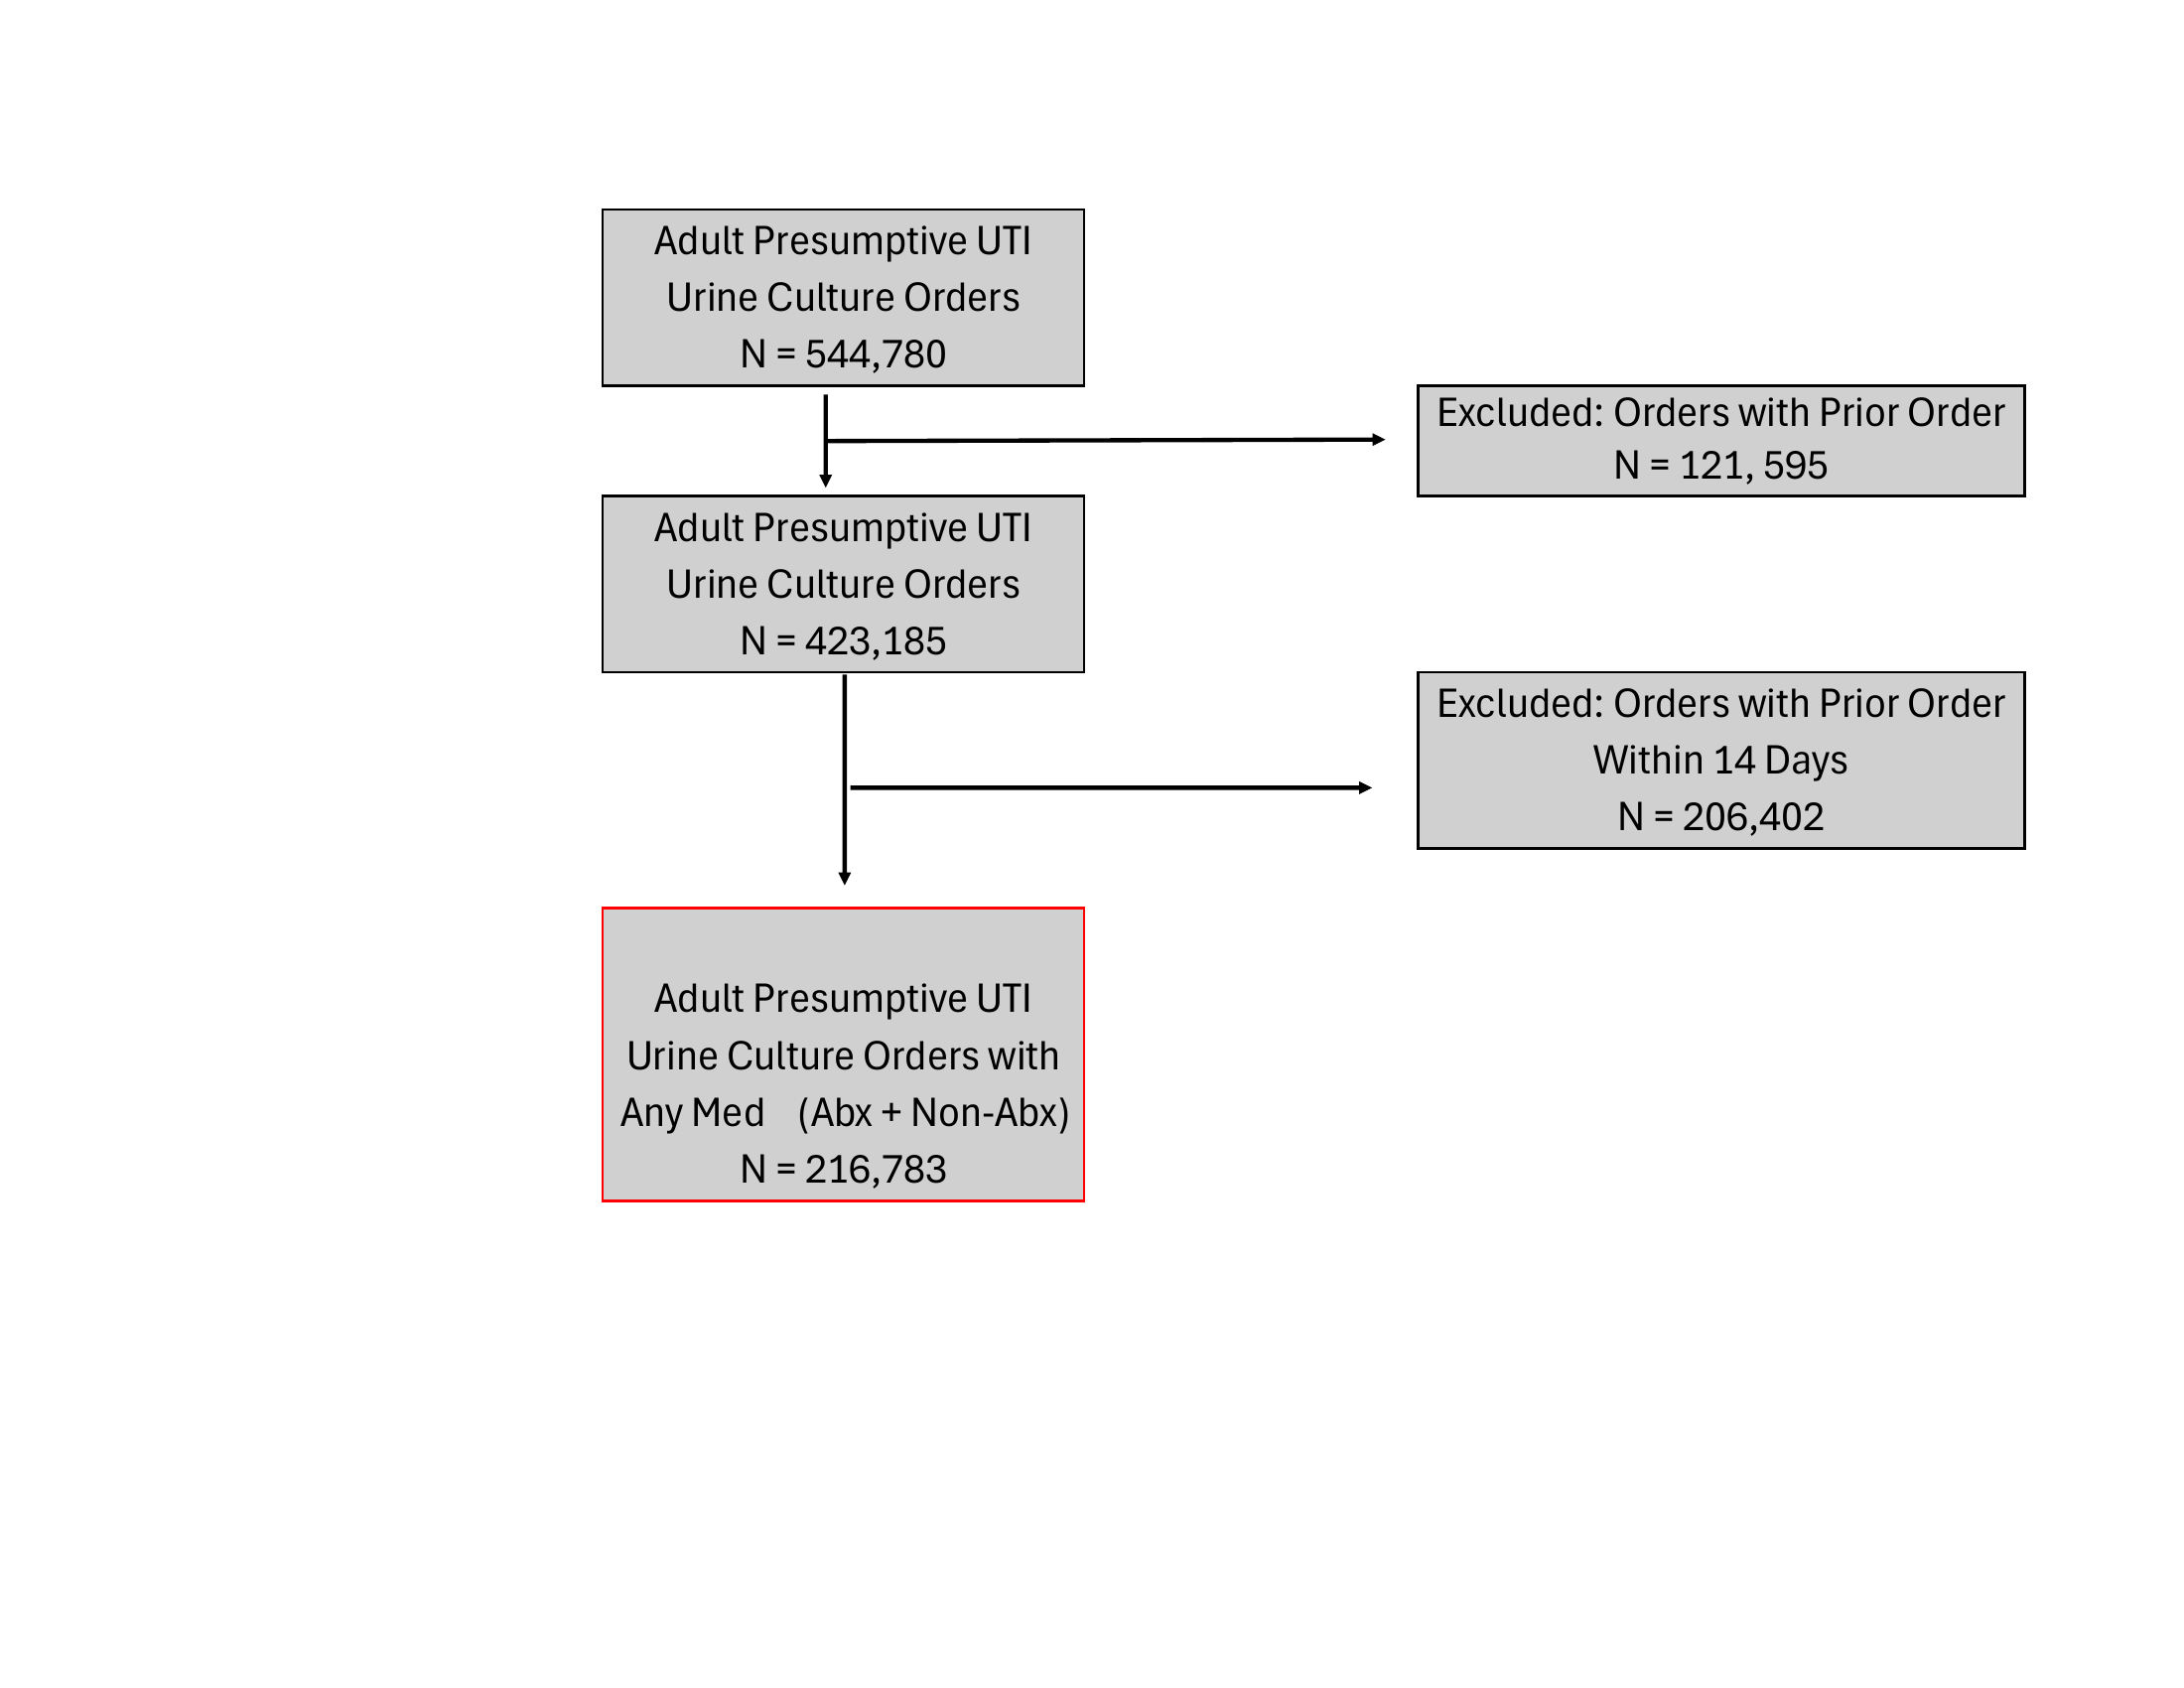 Adult Presumptive UTI
Urine Culture Orders
N = 544,780
Excluded: Orders with Prior Order
N = 121, 595
Adult Presumptive UTI
Urine Culture Orders
N = 423,185
Excluded: Orders with Prior Order
Within 14 Days
N = 206,402
Adult Presumptive UTI
Urine Culture Orders with
Any Med (Abx + Non-Abx)
N = 216,783